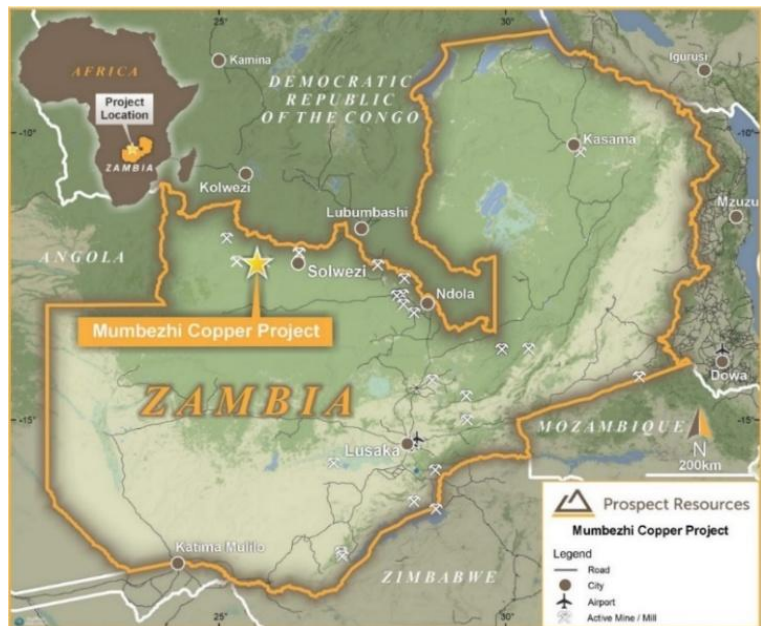 25°
30°
AFRICA
Project
Location
ZAMBIA
Kamina
DEMOCRATIC
REPUBLIC
OF THE CONGO
Igurusi
-10°
-10°
Kasama
Kolwezi
Lubumbashi
Mzuzu
ANGOLA
Solwezi
Ndola
Mumbezhi Copper Project
ZAMBIA
Dowa
-15°
-15°
MOZAMBIQUE
N
200km
Lusaka
Katima Mulilo
ZIMBABWE
25°
30°
Prospect Resources
Mumbezhi Copper Project
Legend
Road
City
Airport
Active Mine / Mill